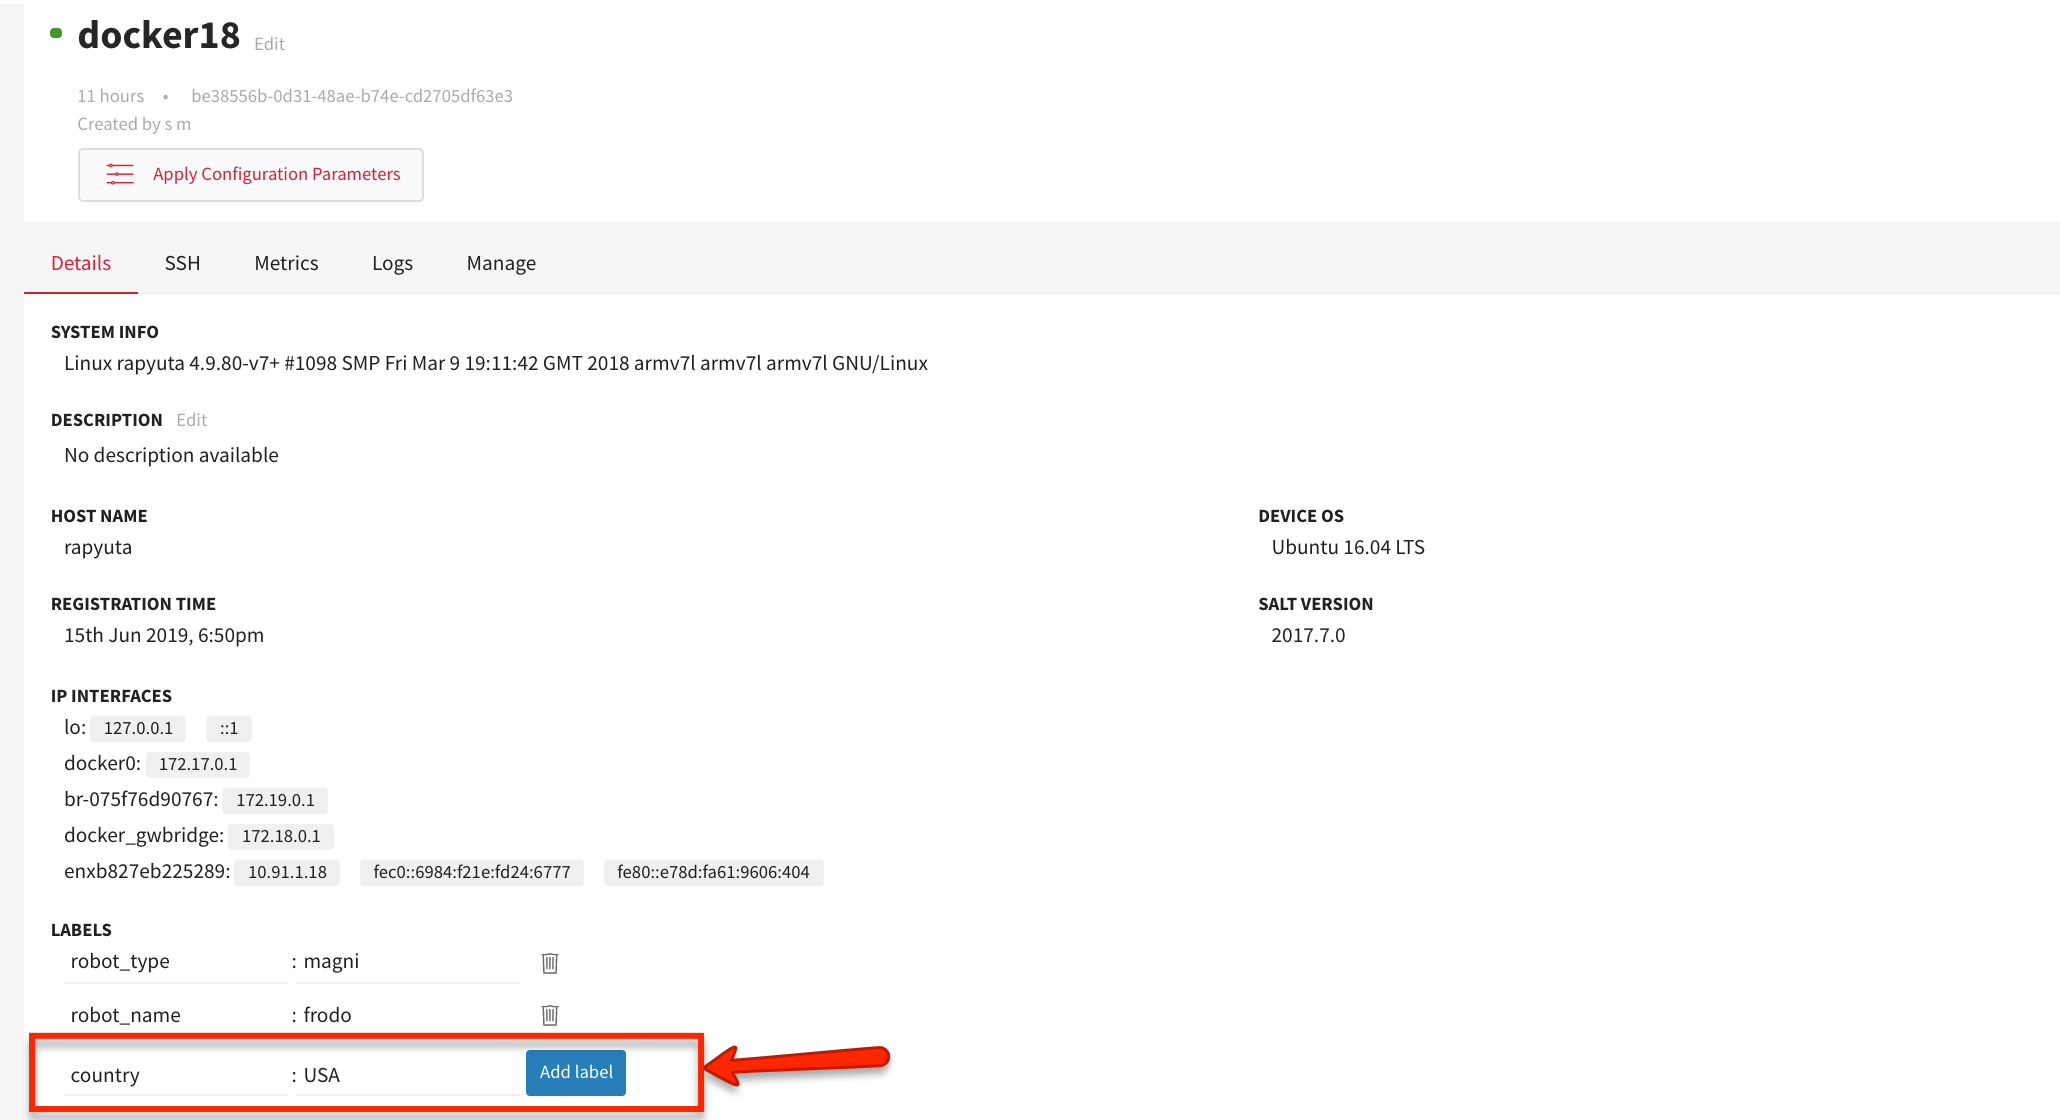 docker18 Edit
11 hours • be38556b-0d31-48ae-b74e-cd2705df63e3
Created by s m
Apply Configuration Parameters
Details SSH Metrics Logs Manage
SYSTEM INFO
Linux rapyuta 4.9.80-v7+ #1098 SMP Fri Mar 9 19:11:42 GMT 2018 armv7l armv7l armv7l GNU/Linux
DESCRIPTION Edit
No description available
HOST NAME DEVICE OS
rapyuta Ubuntu 16.04 LTS
REGISTRATION TIME SALT VERSION
15th Jun 2019, 6:50pm 2017.7.0
IP INTERFACES
lo: 127.0.0.1 ::1
docker0: 172.17.0.1
br-075f76d90767: 172.19.0.1
docker_gwbridge: 172.18.0.1
enxb827eb225289: 10.91.1.18 fec0::6984:f21e:fd24:6777 fe80::e78d:fa61:9606:404
LABELS
robot_type : magni
robot_name : frodo
country : USA Add label